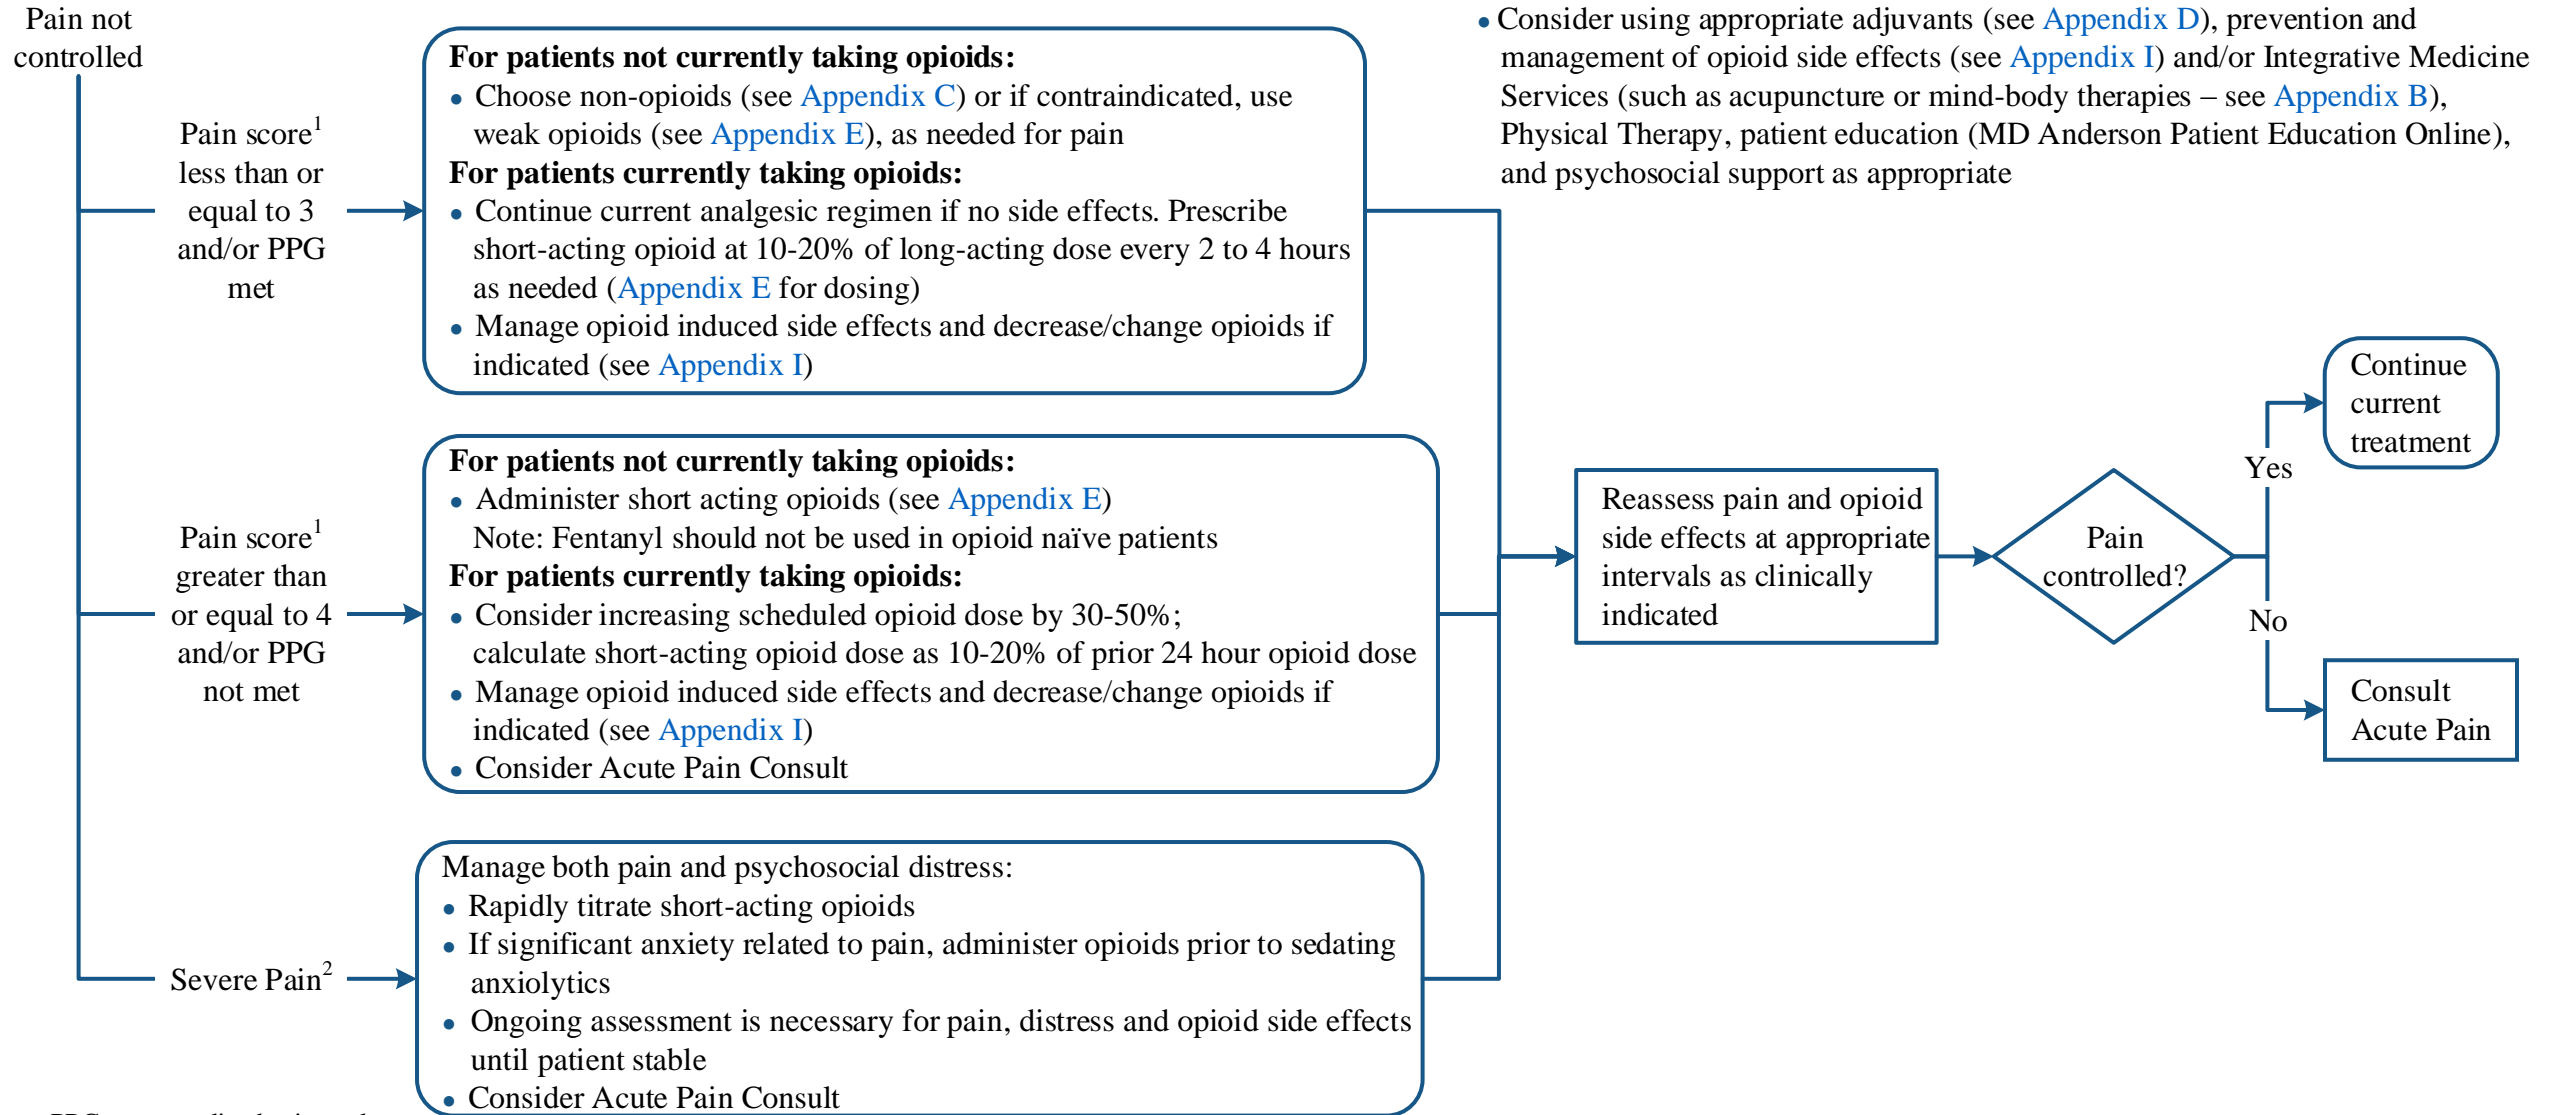 Pain not
controlled
Pain score1
less than or
equal to 3
and/or PPG
met
For patients not currently taking opioids:
• Choose non-opioids (see Appendix C) or if contraindicated, use
weak opioids (see Appendix E), as needed for pain
For patients currently taking opioids:
• Continue current analgesic regimen if no side effects. Prescribe
short-acting opioid at 10-20% of long-acting dose every 2 to 4 hours
as needed (Appendix E for dosing)
• Manage opioid induced side effects and decrease/change opioids if
indicated (see Appendix I)
Pain score1
greater than
or equal to 4
and/or PPG
not met
For patients not currently taking opioids:
• Administer short acting opioids (see Appendix E)
Note: Fentanyl should not be used in opioid naïve patients
For patients currently taking opioids:
• Consider increasing scheduled opioid dose by 30-50%;
calculate short-acting opioid dose as 10-20% of prior 24 hour opioid dose
• Manage opioid induced side effects and decrease/change opioids if
indicated (see Appendix I)
• Consider Acute Pain Consult
Severe Pain2
Manage both pain and psychosocial distress:
• Rapidly titrate short-acting opioids
• If significant anxiety related to pain, administer opioids prior to sedating
anxiolytics
• Ongoing assessment is necessary for pain, distress and opioid side effects
until patient stable
• Consider Acute Pain Consult
• Consider using appropriate adjuvants (see Appendix D), prevention and
management of opioid side effects (see Appendix I) and/or Integrative Medicine
Services (such as acupuncture or mind-body therapies – see Appendix B),
Physical Therapy, patient education (MD Anderson Patient Education Online),
and psychosocial support as appropriate
Reassess pain and opioid
side effects at appropriate
intervals as clinically
indicated
Pain
controlled?
Yes
Continue
current
treatment
No
Consult
Acute Pain